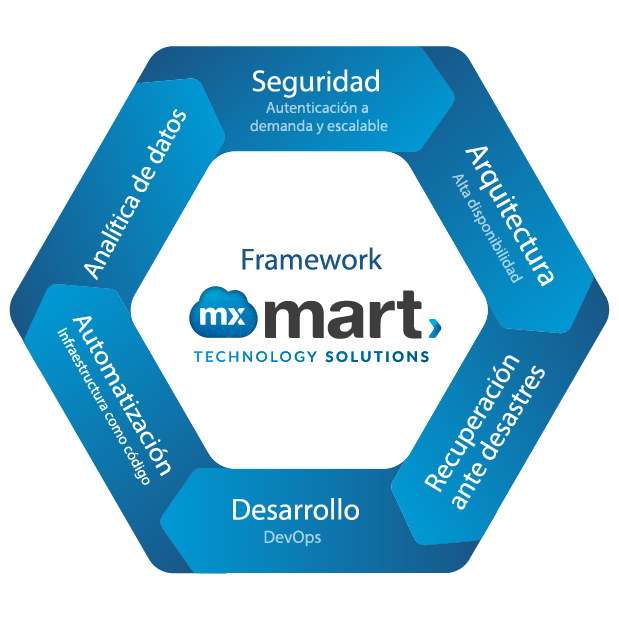 Seguridad
Autenticación a
demanda y escalable
Arquitectura
Alta disponibilidad
Recuperación
ante desastres
Desarrollo
DevOps
Automatización
Infraestructura como código
Analítica de datos
Framework
mx mart
TECHNOLOGY SOLUTIONS